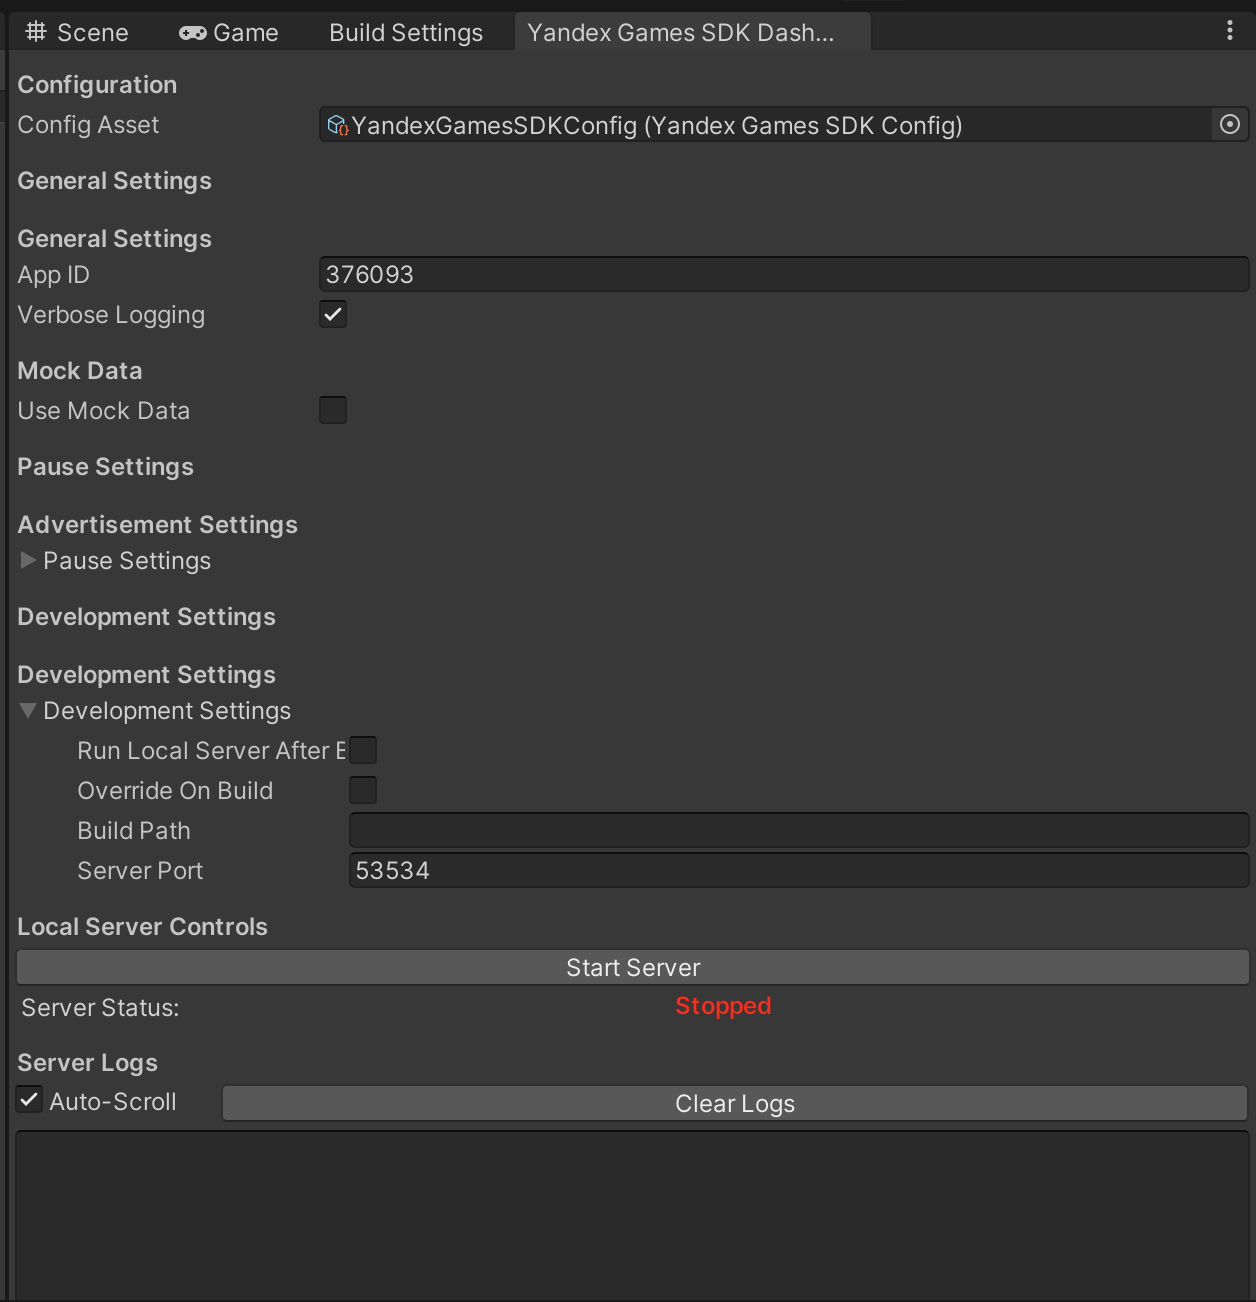 Scene Game Build Settings Yandex Games SDK Dash...
Configuration
Config Asset YandexGamesSDKConfig (Yandex Games SDK Config)
General Settings
General Settings
App ID 376093
Verbose Logging
Mock Data
Use Mock Data
Pause Settings
Advertisement Settings
Pause Settings
Development Settings
Development Settings
Development Settings
Run Local Server After B
Override On Build
Build Path
Server Port 53534
Local Server Controls
Start Server
Server Status: Stopped
Server Logs
Auto-Scroll Clear Logs